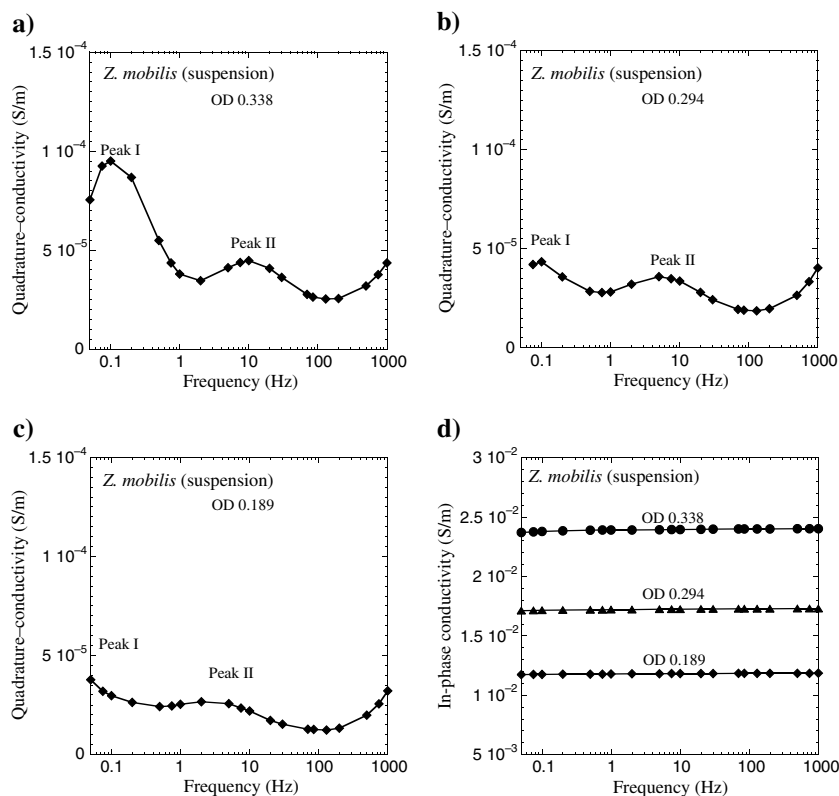 a)
Quadrature–conductivity (S/m)
1.5 10⁻⁴
1 10⁻⁴
5 10⁻⁵
0
Z. mobilis (suspension)
OD 0.338
Peak I
Peak II
0.1 1 10 100 1000
Frequency (Hz)
b)
Quadrature–conductivity (S/m)
1.5 10⁻⁴
1 10⁻⁴
5 10⁻⁵
0
Z. mobilis (suspension)
OD 0.294
Peak I
Peak II
0.1 1 10 100 1000
Frequency (Hz)
c)
Quadrature–conductivity (S/m)
1.5 10⁻⁴
1 10⁻⁴
5 10⁻⁵
0
Z. mobilis (suspension)
OD 0.189
Peak I
Peak II
0.1 1 10 100 1000
Frequency (Hz)
d)
In-phase conductivity (S/m)
3 10⁻²
2.5 10⁻²
2 10⁻²
1.5 10⁻²
1 10⁻²
5 10⁻³
Z. mobilis (suspension)
OD 0.338
OD 0.294
OD 0.189
0.1 1 10 100 1000
Frequency (Hz)